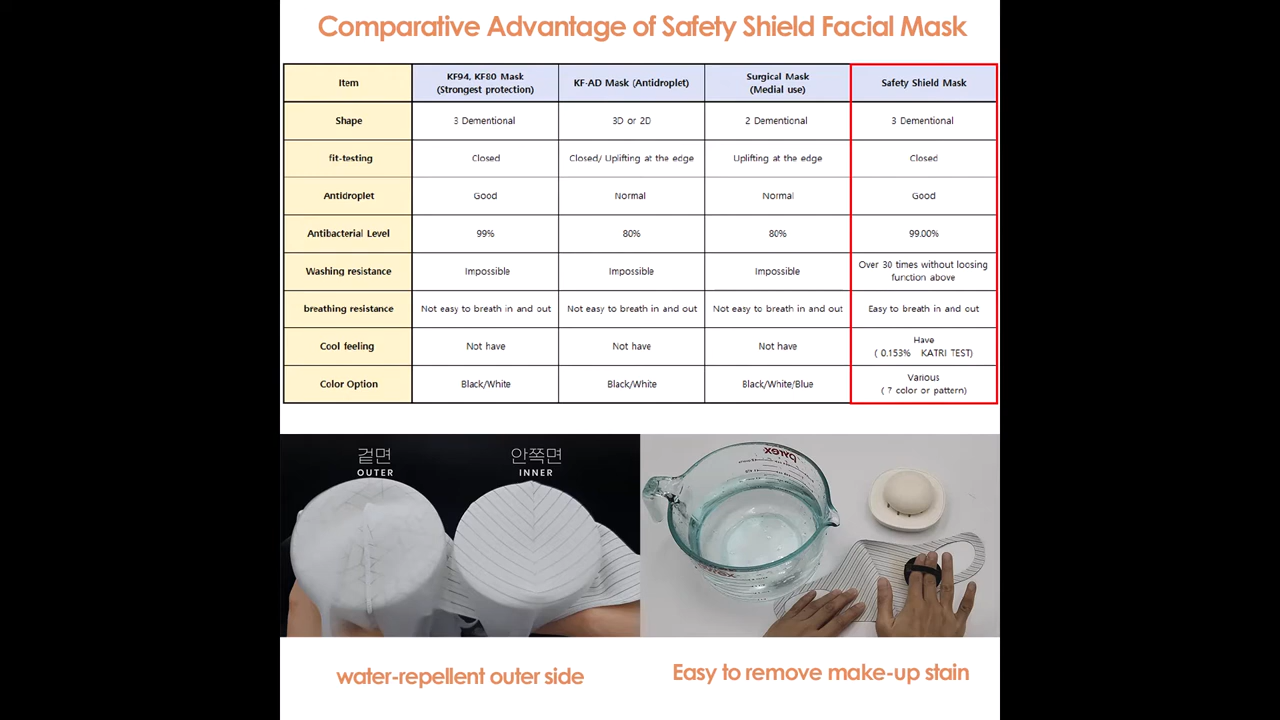 Comparative Advantage of Safety Shield Facial Mask
Item
KF94, KF80 Mask
(Strongest protection)
KF-AD Mask (Antidroplet)
Surgical Mask
(Medial use)
Safety Shield Mask
Shape
3 Dementional
3D or 2D
2 Dementional
3 Dementional
fit-testing
Closed
Closed/ Uplifting at the edge
Uplifting at the edge
Closed
Antidroplet
Good
Normal
Normal
Good
Antibacterial Level
99%
80%
80%
99.00%
Washing resistance
Impossible
Impossible
Impossible
Over 30 times without loosing
function above
breathing resistance
Not easy to breath in and out
Not easy to breath in and out
Not easy to breath in and out
Easy to breath in and out
Cool feeling
Not have
Not have
Not have
Have
( 0.153% KATRI TEST)
Color Option
Black/White
Black/White
Black/White/Blue
Various
( 7 color or pattern)
겉면
OUTER
안쪽면
INNER
water-repellent outer side
Easy to remove make-up stain